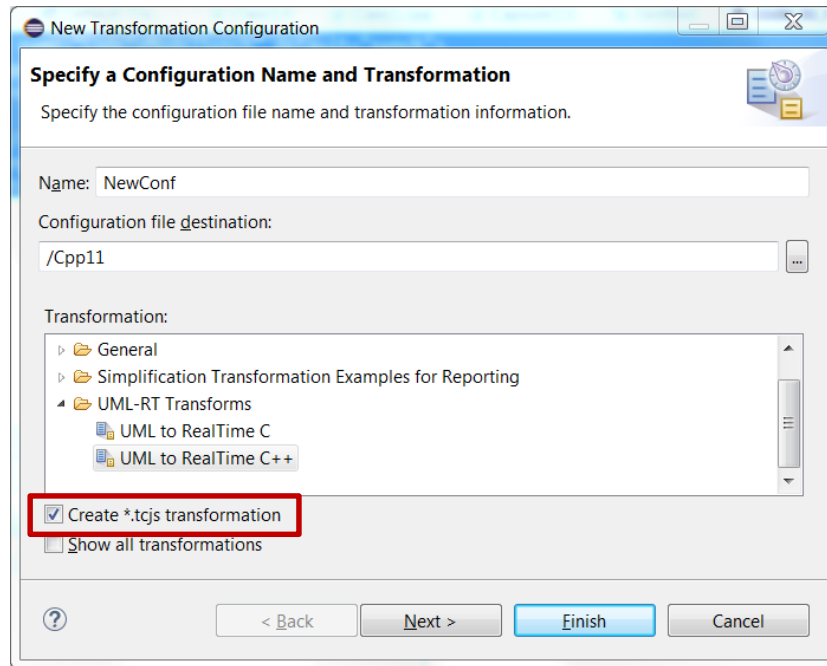 New Transformation Configuration
Specify a Configuration Name and Transformation
Specify the configuration file name and transformation information.
Name: NewConf
Configuration file destination:
/Cpp11
...
Transformation:
General
Simplification Transformation Examples for Reporting
UML-RT Transforms
UML to RealTime C
UML to RealTime C++
Create *.tcjs transformation
Show all transformations
? < Back Next > Finish Cancel